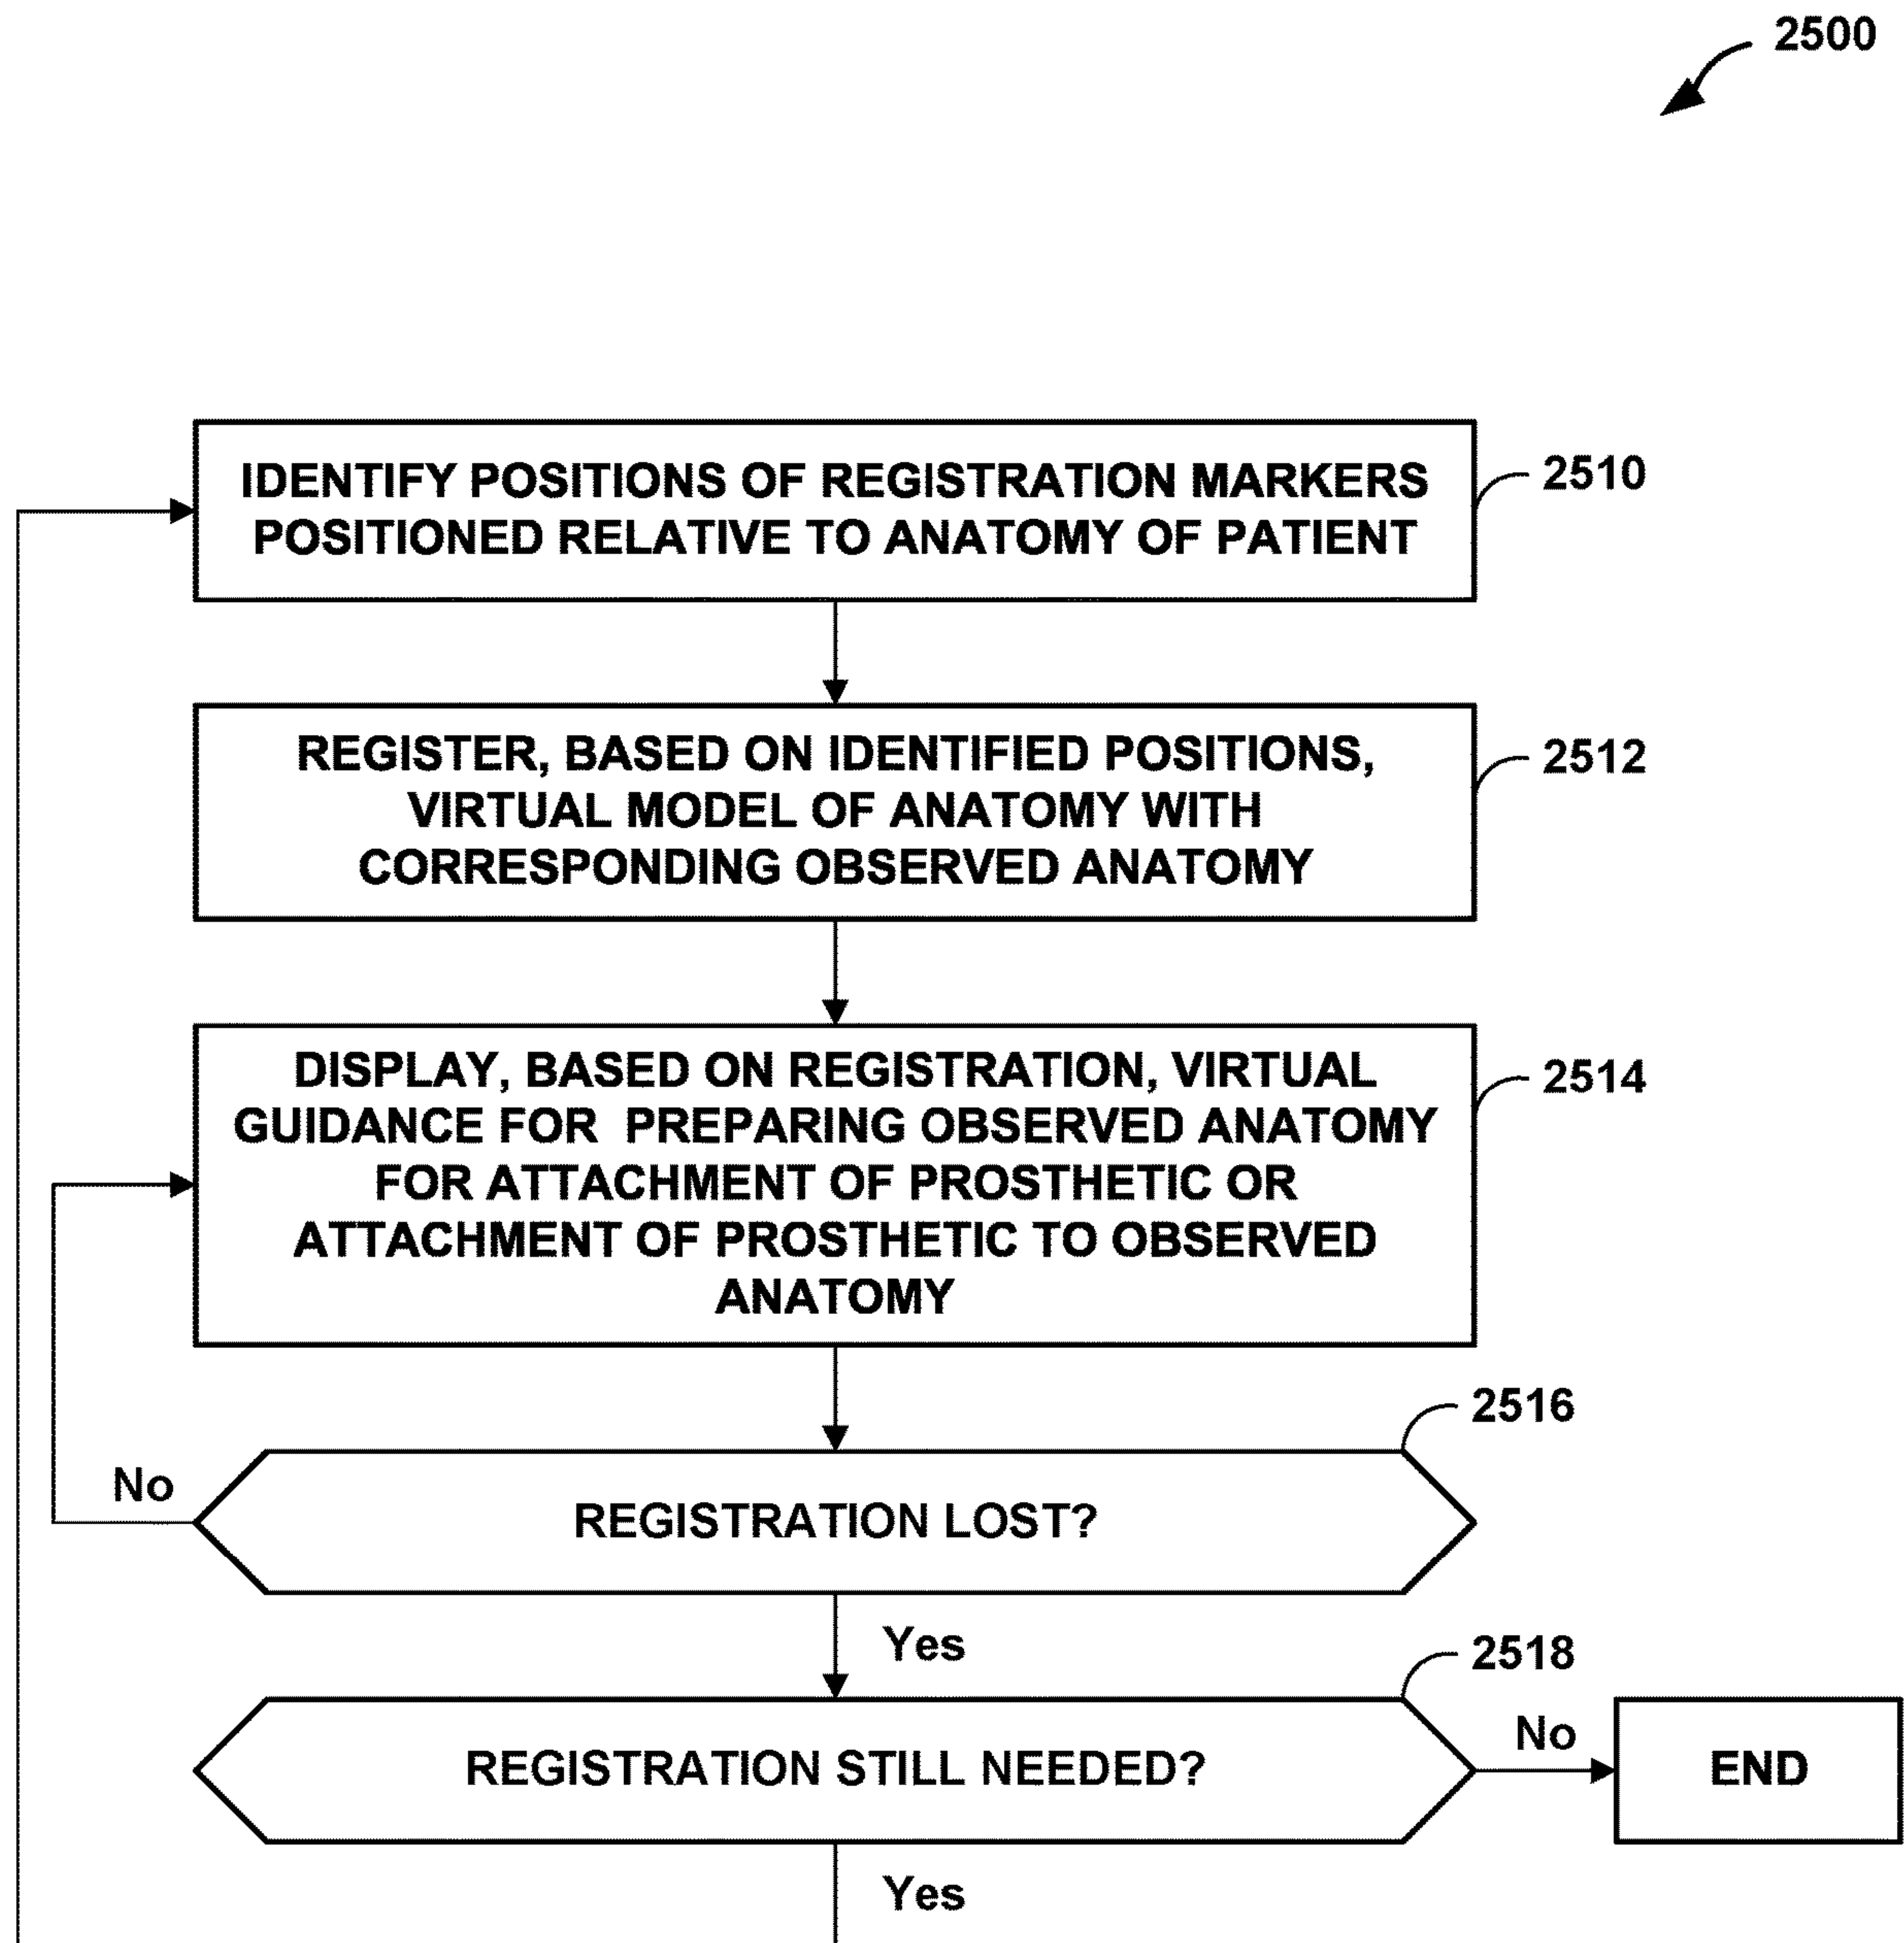 2500
IDENTIFY POSITIONS OF REGISTRATION MARKERS
POSITIONED RELATIVE TO ANATOMY OF PATIENT
2510
REGISTER, BASED ON IDENTIFIED POSITIONS,
VIRTUAL MODEL OF ANATOMY WITH
CORRESPONDING OBSERVED ANATOMY
2512
DISPLAY, BASED ON REGISTRATION, VIRTUAL
GUIDANCE FOR PREPARING OBSERVED ANATOMY
FOR ATTACHMENT OF PROSTHETIC OR
ATTACHMENT OF PROSTHETIC TO OBSERVED
ANATOMY
2514
2516
No
REGISTRATION LOST?
Yes
2518
REGISTRATION STILL NEEDED?
No
END
Yes